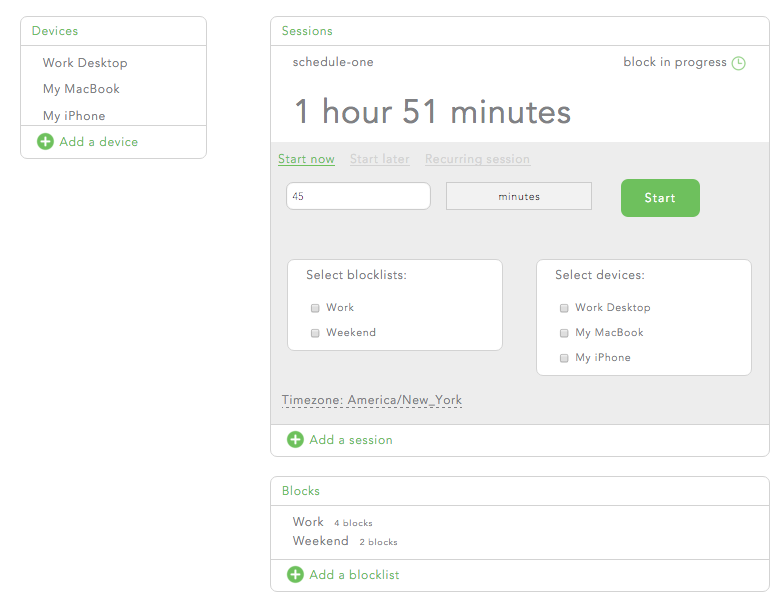 Devices
Work Desktop
My MacBook
My iPhone
Add a device
Sessions
schedule-one block in progress
1 hour 51 minutes
Start now Start later Recurring session
45 minutes Start
Select blocklists:
Work
Weekend
Select devices:
Work Desktop
My MacBook
My iPhone
Timezone: America/New_York
Add a session
Blocks
Work 4 blocks
Weekend 2 blocks
Add a blocklist